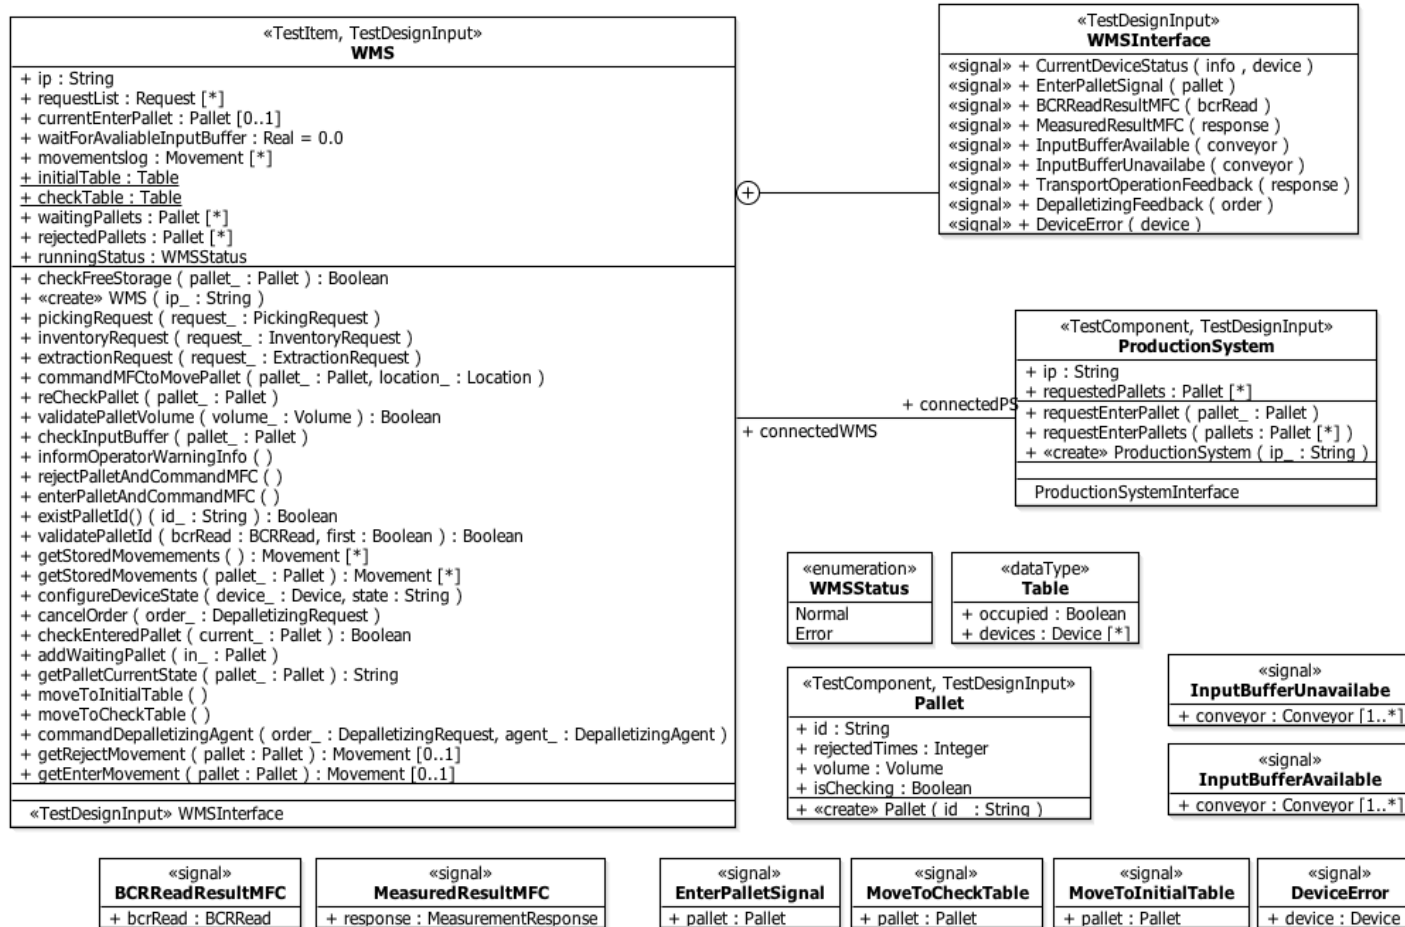 «TestItem, TestDesignInput»
WMS
+ ip : String
+ requestList : Request [*]
+ currentEnterPallet : Pallet [0..1]
+ waitForAvaliableInputBuffer : Real = 0.0
+ movementslog : Movement [*]
+ initialTable : Table
+ checkTable : Table
+ waitingPallets : Pallet [*]
+ rejectedPallets : Pallet [*]
+ runningStatus : WMSStatus
+ checkFreeStorage ( pallet_ : Pallet ) : Boolean
+ «create» WMS ( ip_ : String )
+ pickingRequest ( request_ : PickingRequest )
+ inventoryRequest ( request_ : InventoryRequest )
+ extractionRequest ( request_ : ExtractionRequest )
+ commandMFCtoMovePallet ( pallet_ : Pallet, location_ : Location )
+ reCheckPallet ( pallet_ : Pallet )
+ validatePalletVolume ( volume_ : Volume ) : Boolean
+ checkInputBuffer ( pallet_ : Pallet )
+ informOperatorWarningInfo ( )
+ rejectPalletAndCommandMFC ( )
+ enterPalletAndCommandMFC ( )
+ existPalletId() ( id_ : String ) : Boolean
+ validatePalletId ( bcrRead : BCRRead, first : Boolean ) : Boolean
+ getStoredMovemements ( ) : Movement [*]
+ getStoredMovements ( pallet_ : Pallet ) : Movement [*]
+ configureDeviceState ( device_ : Device, state : String )
+ cancelOrder ( order_ : DepalletizingRequest )
+ checkEnteredPallet ( current_ : Pallet ) : Boolean
+ addWaitingPallet ( in_ : Pallet )
+ getPalletCurrentState ( pallet_ : Pallet ) : String
+ moveToInitialTable ( )
+ moveToCheckTable ( )
+ commandDepalletizingAgent ( order_ : DepalletizingRequest, agent_ : DepalletizingAgent )
+ getRejectMovement ( pallet : Pallet ) : Movement [0..1]
+ getEnterMovement ( pallet : Pallet ) : Movement [0..1]
«TestDesignInput» WMSInterface
«TestDesignInput»
WMSInterface
«signal» + CurrentDeviceStatus ( info , device )
«signal» + EnterPalletSignal ( pallet )
«signal» + BCRReadResultMFC ( bcrRead )
«signal» + MeasuredResultMFC ( response )
«signal» + InputBufferAvailable ( conveyor )
«signal» + InputBufferUnavailabe ( conveyor )
«signal» + TransportOperationFeedback ( response )
«signal» + DepalletizingFeedback ( order )
«signal» + DeviceError ( device )
+ connectedPS
+ connectedWMS
«TestComponent, TestDesignInput»
ProductionSystem
+ ip : String
+ requestedPallets : Pallet [*]
+ requestEnterPallet ( pallet_ : Pallet )
+ requestEnterPallets ( pallets : Pallet [*] )
+ «create» ProductionSystem ( ip_ : String )
ProductionSystemInterface
«enumeration»
WMSStatus
Normal
Error
«dataType»
Table
+ occupied : Boolean
+ devices : Device [*]
«TestComponent, TestDesignInput»
Pallet
+ id : String
+ rejectedTimes : Integer
+ volume : Volume
+ isChecking : Boolean
+ «create» Pallet ( id_ : String )
«signal»
InputBufferUnavailabe
+ conveyor : Conveyor [1..*]
«signal»
InputBufferAvailable
+ conveyor : Conveyor [1..*]
«signal»
BCRReadResultMFC
+ bcrRead : BCRRead
«signal»
MeasuredResultMFC
+ response : MeasurementResponse
«signal»
EnterPalletSignal
+ pallet : Pallet
«signal»
MoveToCheckTable
+ pallet : Pallet
«signal»
MoveToInitialTable
+ pallet : Pallet
«signal»
DeviceError
+ device : Device